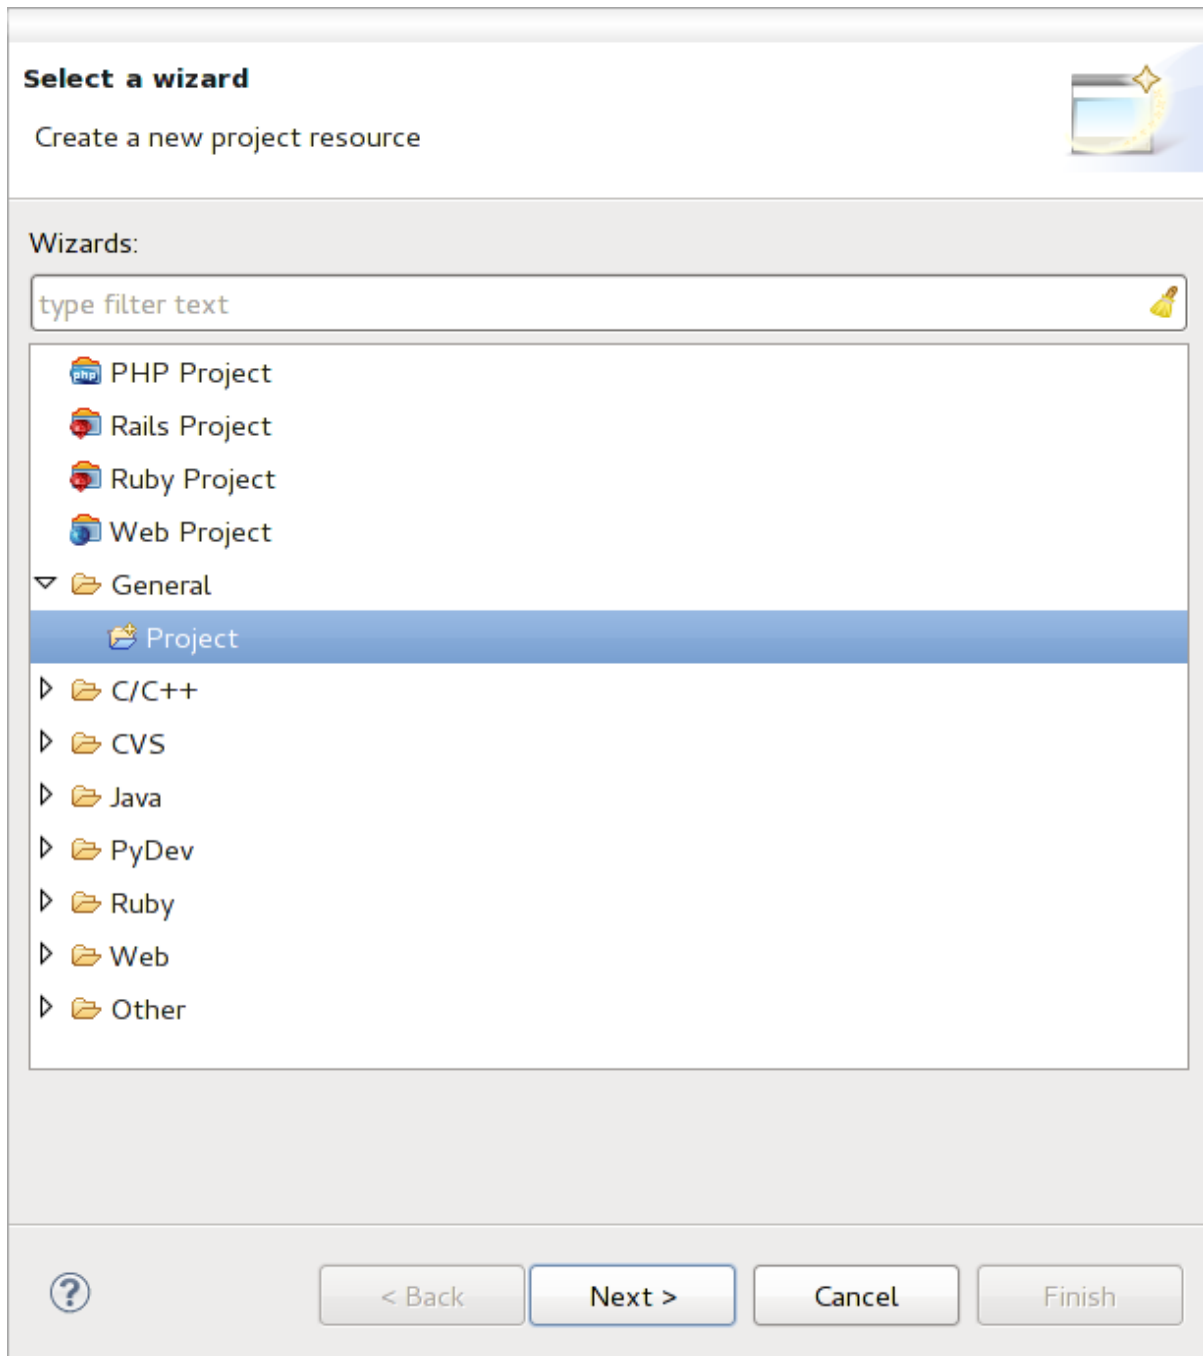 Select a wizard
Create a new project resource
Wizards:
type filter text
php PHP Project
Rails Project
Ruby Project
Web Project
General
Project
C/C++
CVS
Java
PyDev
Ruby
Web
Other
? < Back Next > Cancel Finish